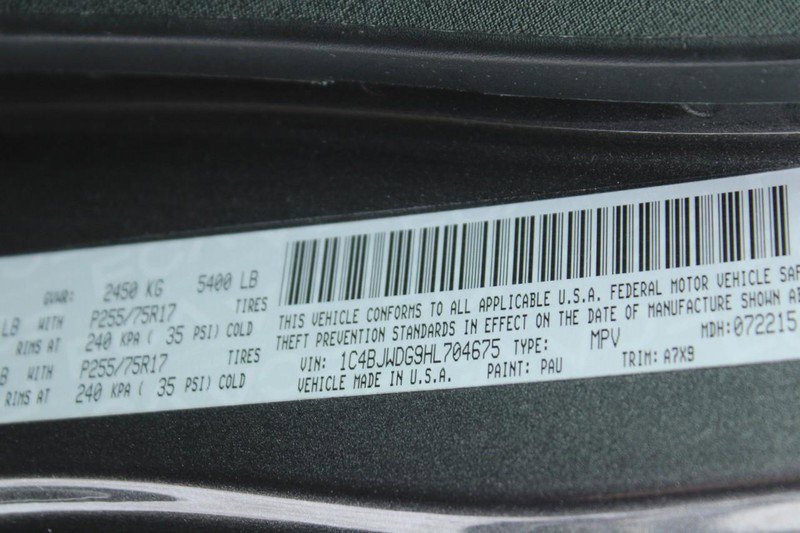 GVWR: 2450 KG 5400 LB
LB WITH P255/75R17 TIRES
RIMS AT 240 KPA ( 35 PSI) COLD
LB WITH P255/75R17 TIRES
RIMS AT 240 KPA ( 35 PSI) COLD
THIS VEHICLE CONFORMS TO ALL APPLICABLE U.S.A. FEDERAL MOTOR VEHICLE SAF
THEFT PREVENTION STANDARDS IN EFFECT ON THE DATE OF MANUFACTURE SHOWN A
VIN: 1C4BJWDG9HL704675 TYPE: MPV MDH:072215
VEHICLE MADE IN U.S.A. PAINT: PAU TRIM: A7X9